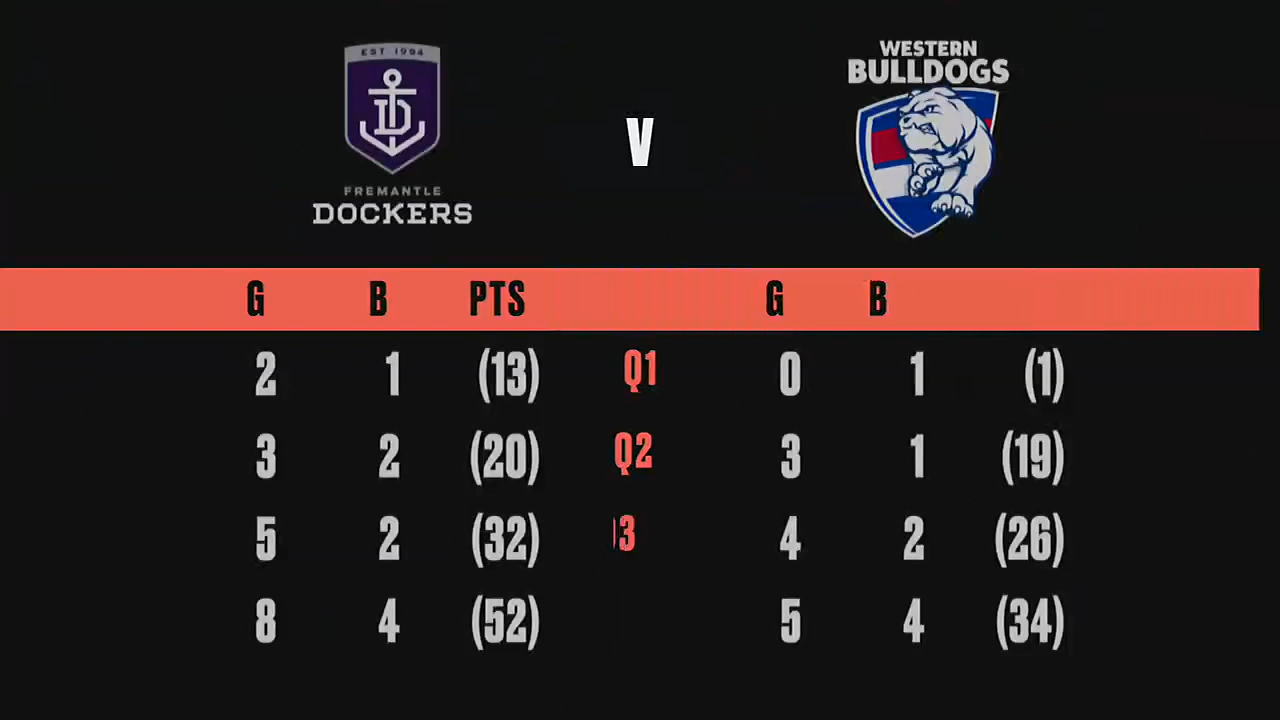 EST 1994
FREMANTLE
DOCKERS
V
WESTERN
BULLDOGS
G B PTS G B
2 1 (13) Q1 0 1 (1)
3 2 (20) Q2 3 1 (19)
5 2 (32) 3 4 2 (26)
8 4 (52) 5 4 (34)